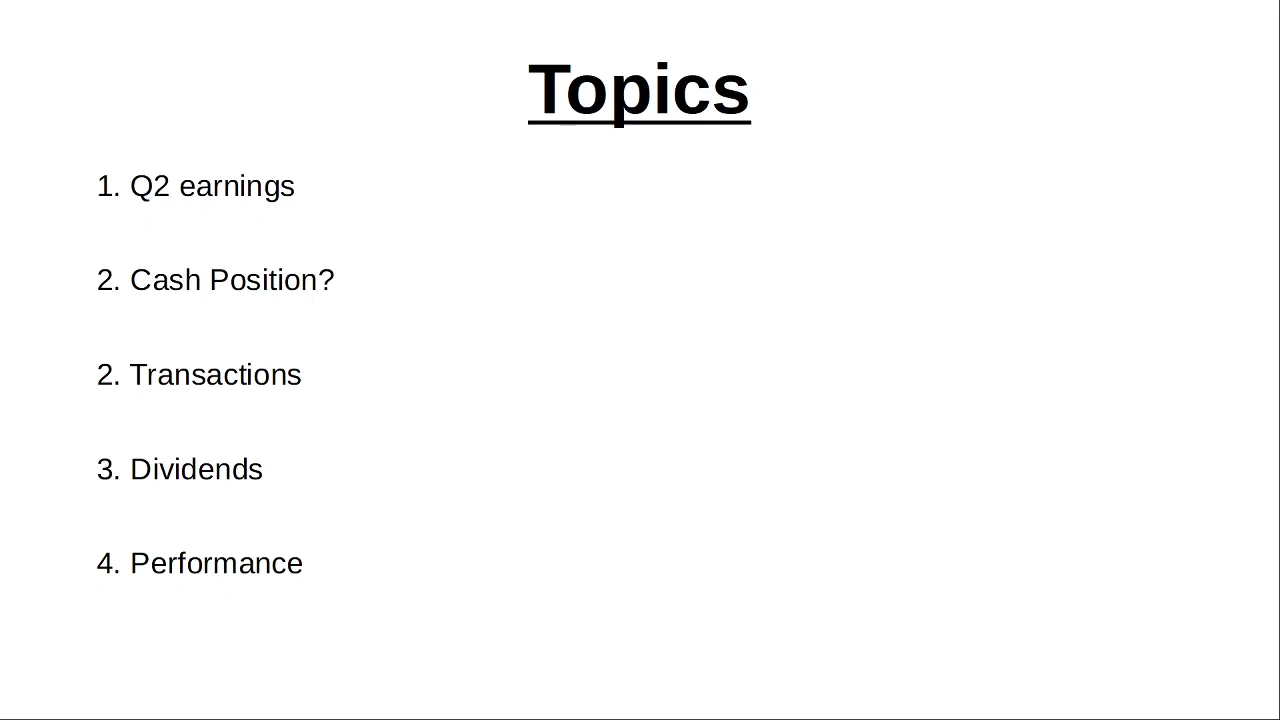 Topics
1. Q2 earnings
2. Cash Position?
2. Transactions
3. Dividends
4. Performance